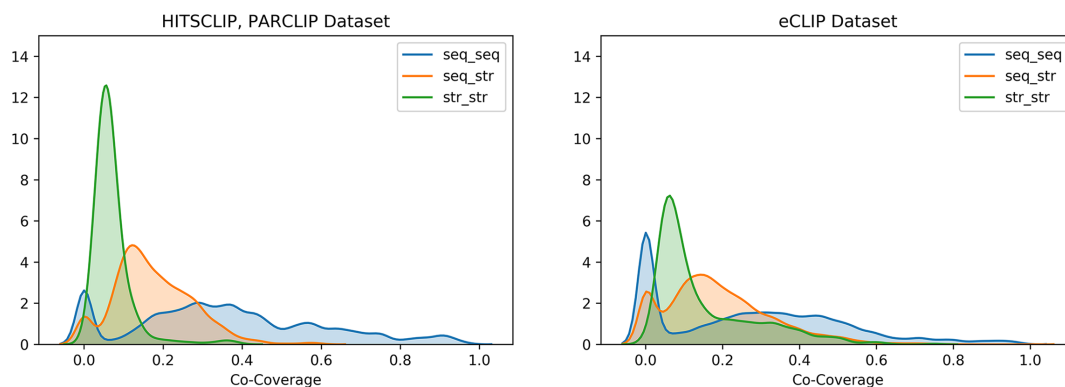 HITSCLIP, PARCLIP Dataset
14
12
10
8
6
4
2
0
seq_seq
seq_str
str_str
0.0 0.2 0.4 0.6 0.8 1.0
Co-Coverage
eCLIP Dataset
14
12
10
8
6
4
2
0
seq_seq
seq_str
str_str
0.0 0.2 0.4 0.6 0.8 1.0
Co-Coverage